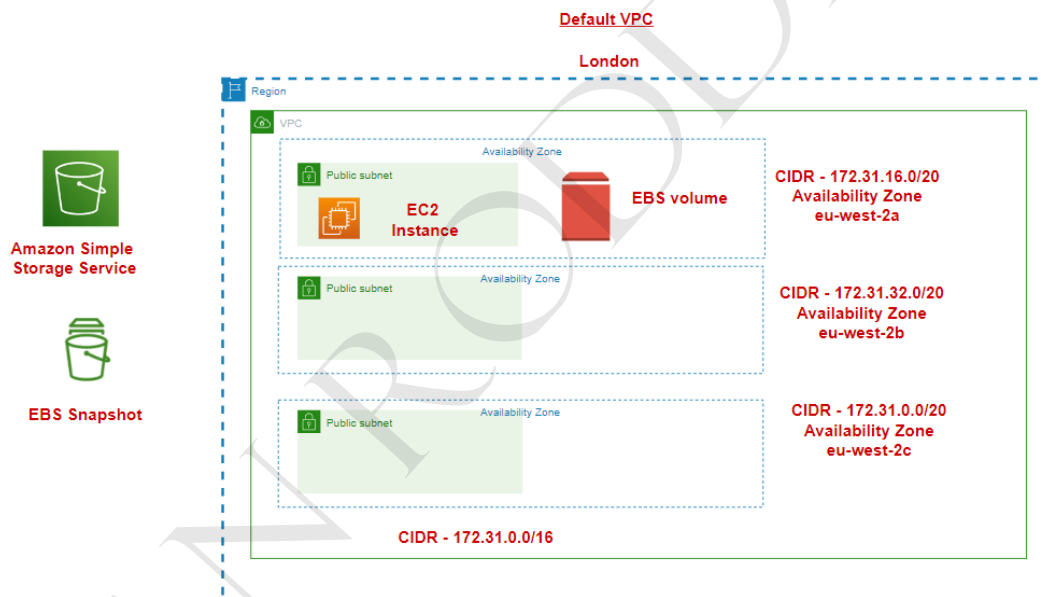 Default VPC
London
Region
VPC
Availability Zone
Public subnet
EC2
Instance
EBS volume
CIDR - 172.31.16.0/20
Availability Zone
eu-west-2a
Amazon Simple
Storage Service
Availability Zone
Public subnet
CIDR - 172.31.32.0/20
Availability Zone
eu-west-2b
EBS Snapshot
Availability Zone
Public subnet
CIDR - 172.31.0.0/20
Availability Zone
eu-west-2c
CIDR - 172.31.0.0/16